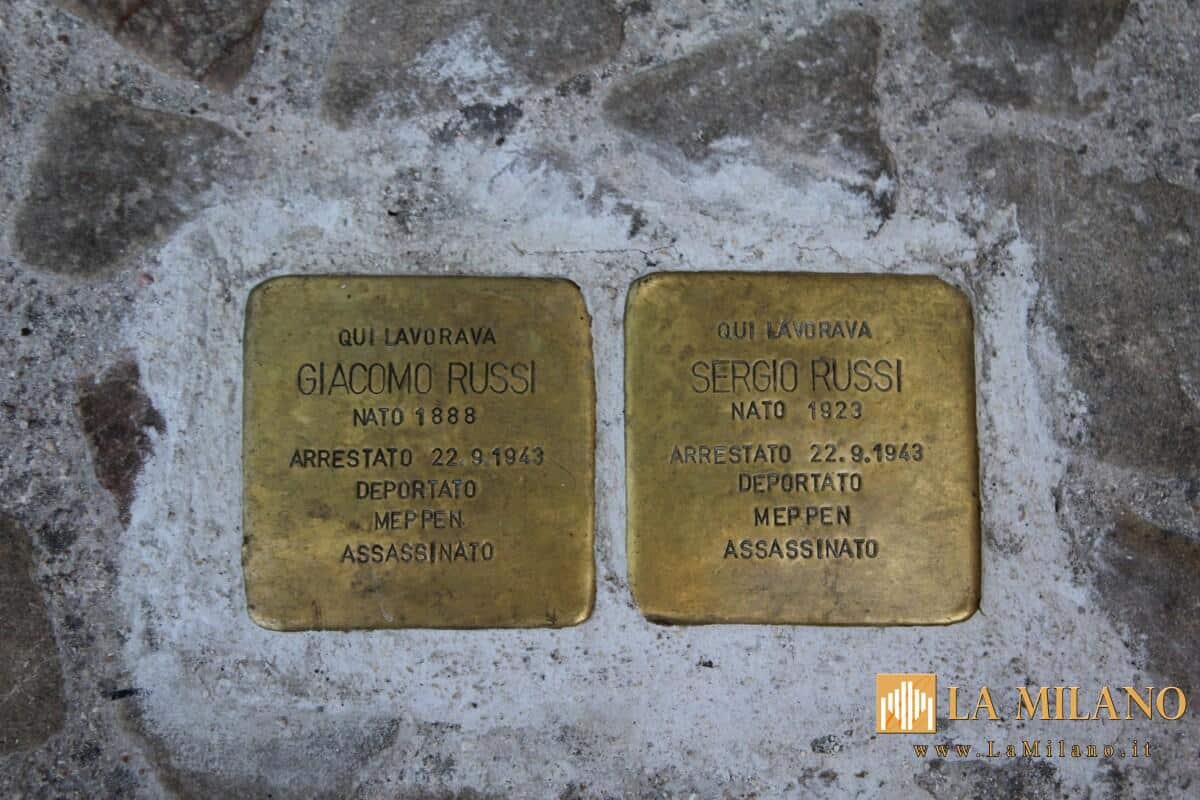 QUI LAVORAVA
GIACOMO RUSSI
NATO 1888
ARRESTATO 22.9.1943
DEPORTATO
MEPPEN
ASSASSINATO
QUI LAVORAVA
SERGIO RUSSI
NATO 1923
ARRESTATO 22.9.1943
DEPORTATO
MEPPEN
ASSASSINATO
LA MILANO
www.LaMilano.it